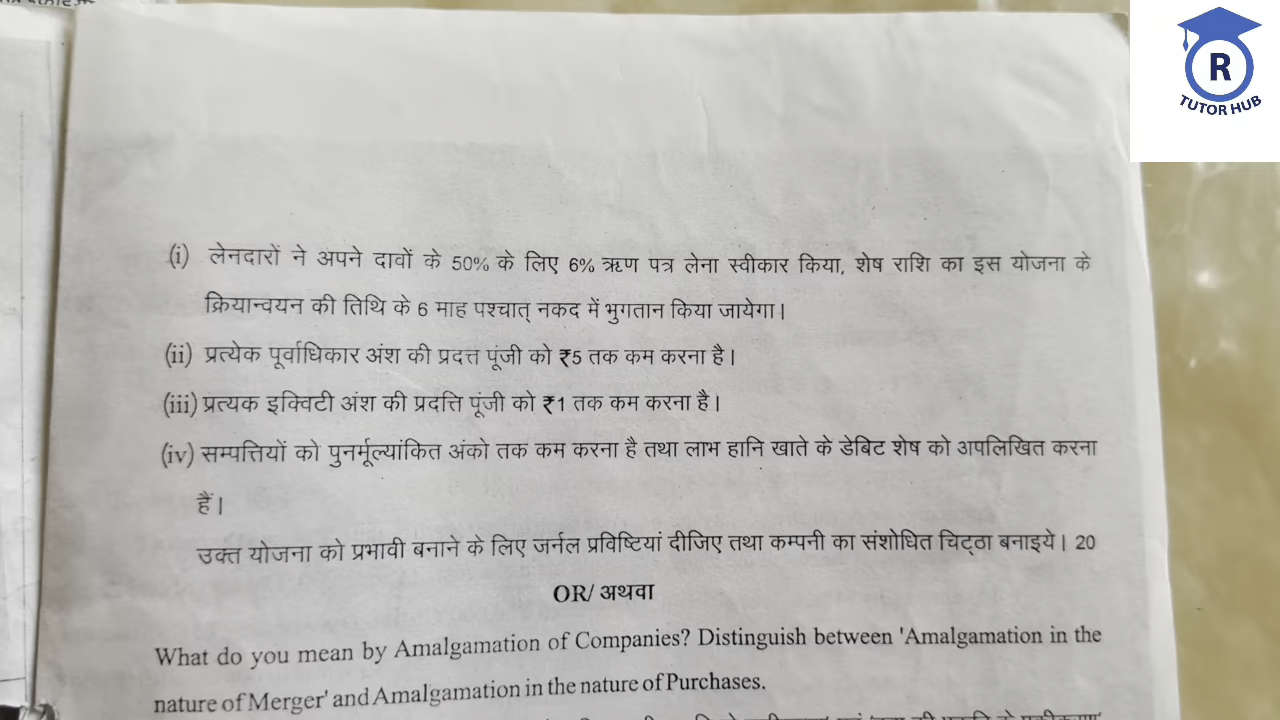 R
TUTOR HUB
(i) लेनदारों ने अपने दावों के 50% के लिए 6% ऋण पत्र लेना स्वीकार किया, शेष राशि का इस योजना के
क्रियान्वयन की तिथि के 6 माह पश्चात् नकद में भुगतान किया जायेगा।
(ii) प्रत्येक पूर्वाधिकार अंश की प्रदत्त पूंजी को ₹5 तक कम करना है।
(iii) प्रत्यक इक्विटी अंश की प्रदत्ति पूंजी को ₹1 तक कम करना है।
(iv) सम्पत्तियों को पुनर्मूल्यांकित अंको तक कम करना है तथा लाभ हानि खाते के डेबिट शेष को अपलिखित करना
हैं।
उक्त योजना को प्रभावी बनाने के लिए जर्नल प्रविष्टियां दीजिए तथा कम्पनी का संशोधित चिट्ठा बनाइये। 20
OR/ अथवा
What do you mean by Amalgamation of Companies? Distinguish between 'Amalgamation in the
nature of Merger' and Amalgamation in the nature of Purchases.